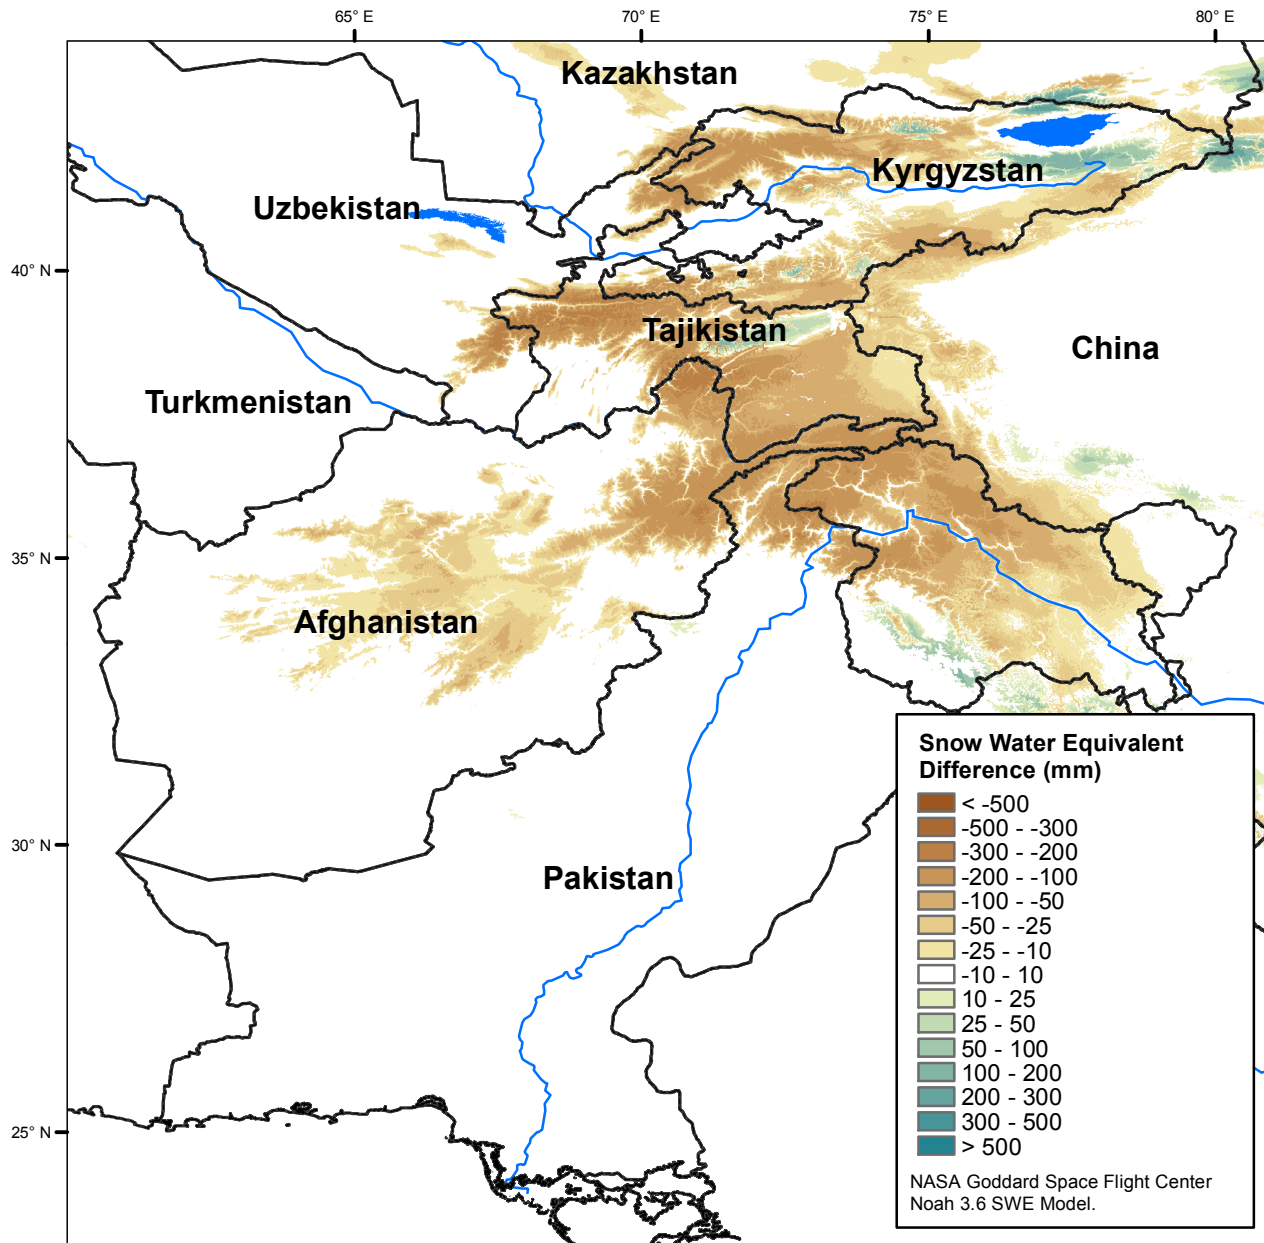 65° E
70° E
75° E
80° E
Kazakhstan
Kyrgyzstan
Uzbekistan
40° N
Tajikistan
China
Turkmenistan
35° N
Afghanistan
Snow Water Equivalent
Difference (mm)
< -500
-500 - -300
-300 - -200
-200 - -100
-100 - -50
-50 - -25
-25 - -10
-10 - 10
10 - 25
25 - 50
50 - 100
100 - 200
200 - 300
300 - 500
> 500
30° N
Pakistan
25° N
NASA Goddard Space Flight Center
Noah 3.6 SWE Model.